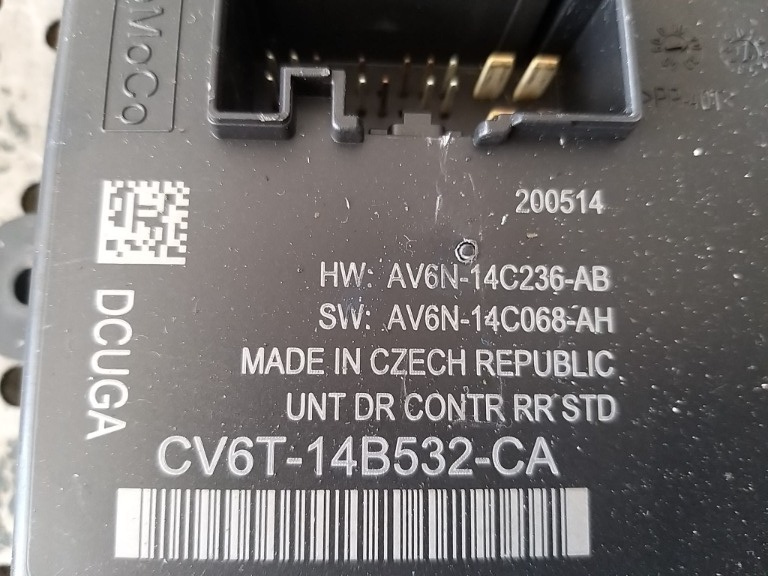 MoCo
200514
HW: AV6N-14C236-AB
SW: AV6N-14C068-AH
MADE IN CZECH REPUBLIC
UNT DR CONTR RR STD
DCUGA
CV6T-14B532-CA